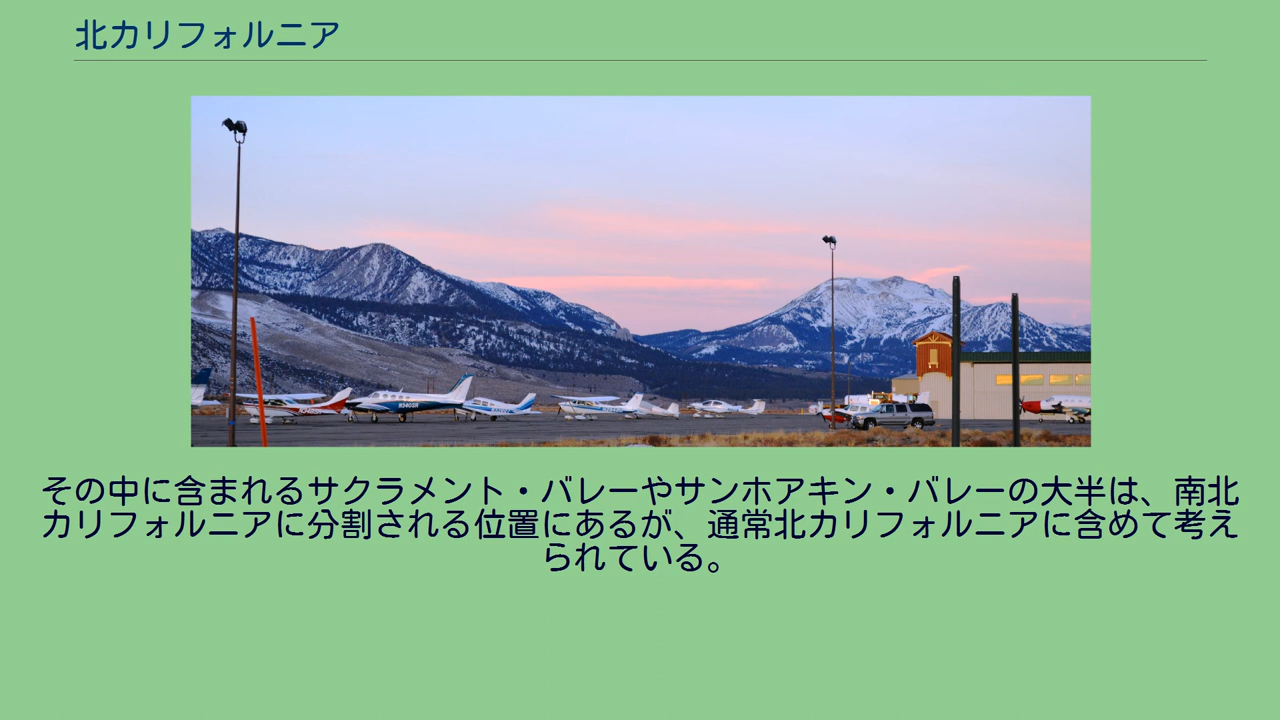 北カリフォルニア
その中に含まれるサクラメント・バレーやサンホアキン・バレーの大半は、南北
カリフォルニアに分割される位置にあるが、通常北カリフォルニアに含めて考え
られている。